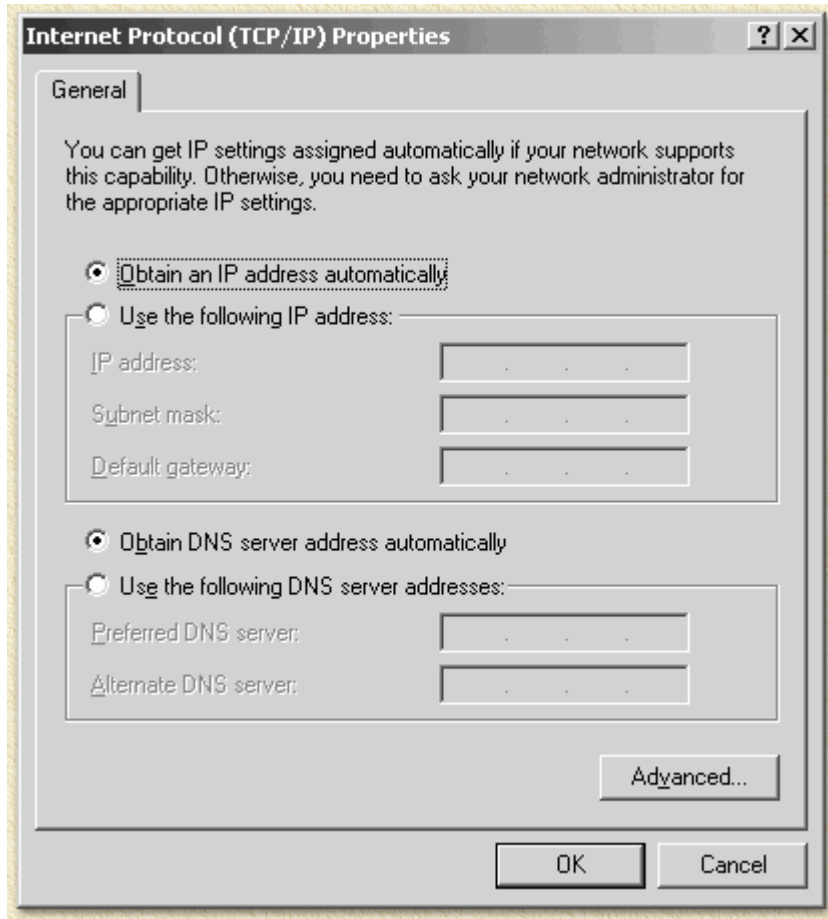 Internet Protocol (TCP/IP) Properties
General
You can get IP settings assigned automatically if your network supports
this capability. Otherwise, you need to ask your network administrator for
the appropriate IP settings.
Obtain an IP address automatically
Use the following IP address:
IP address:
Subnet mask:
Default gateway:
Obtain DNS server address automatically
Use the following DNS server addresses:
Preferred DNS server:
Alternate DNS server:
Advanced...
OK Cancel